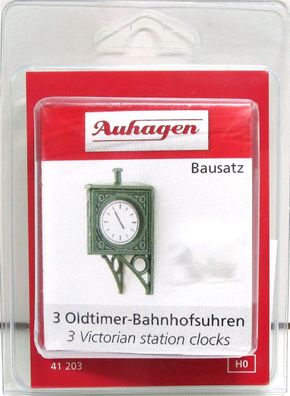 Auhagen
Bausatz
3 Oldtimer-Bahnhofsuhren
3 Victorian station clocks
41 203
H0